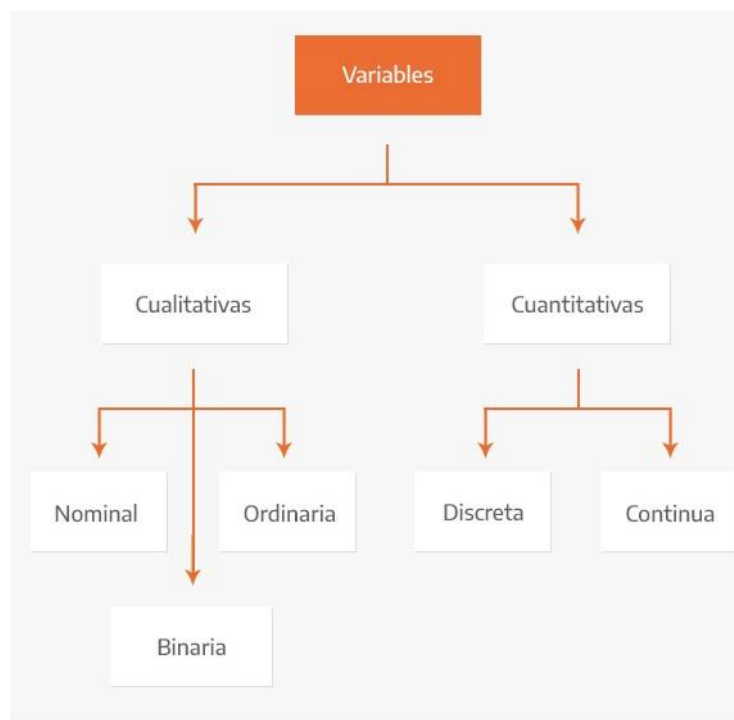 Variables
Cualitativas
Cuantitativas
Nominal
Ordinaria
Discreta
Continua
Binaria